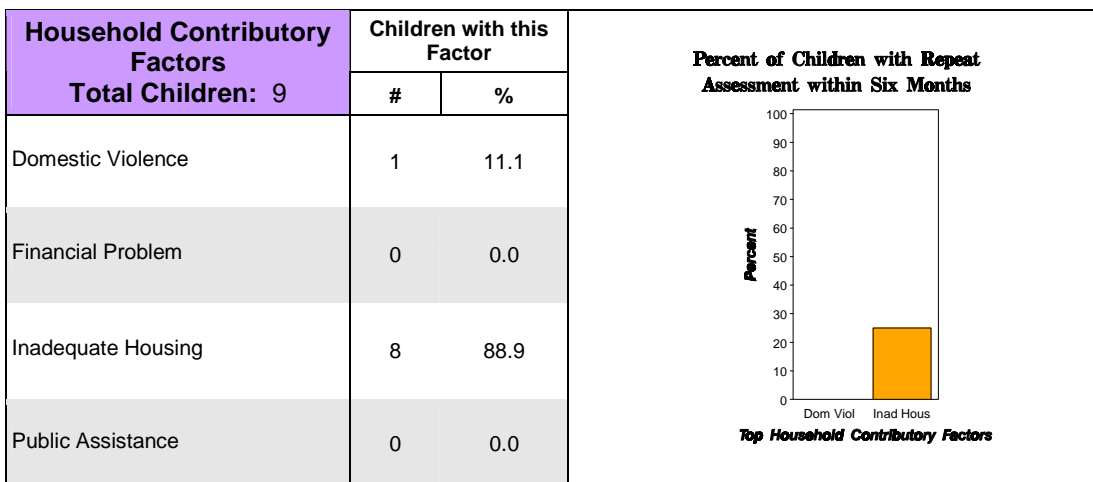 Household Contributory
Factors
Total Children: 9
Children with this
Factor
# %
Domestic Violence 1 11.1
Financial Problem 0 0.0
Inadequate Housing 8 88.9
Public Assistance 0 0.0
Percent of Children with Repeat
Assessment within Six Months
100
90
80
70
60
50
40
30
20
10
0
Percent
Dom Viol Inad Hous
Top Household Contributory Factors